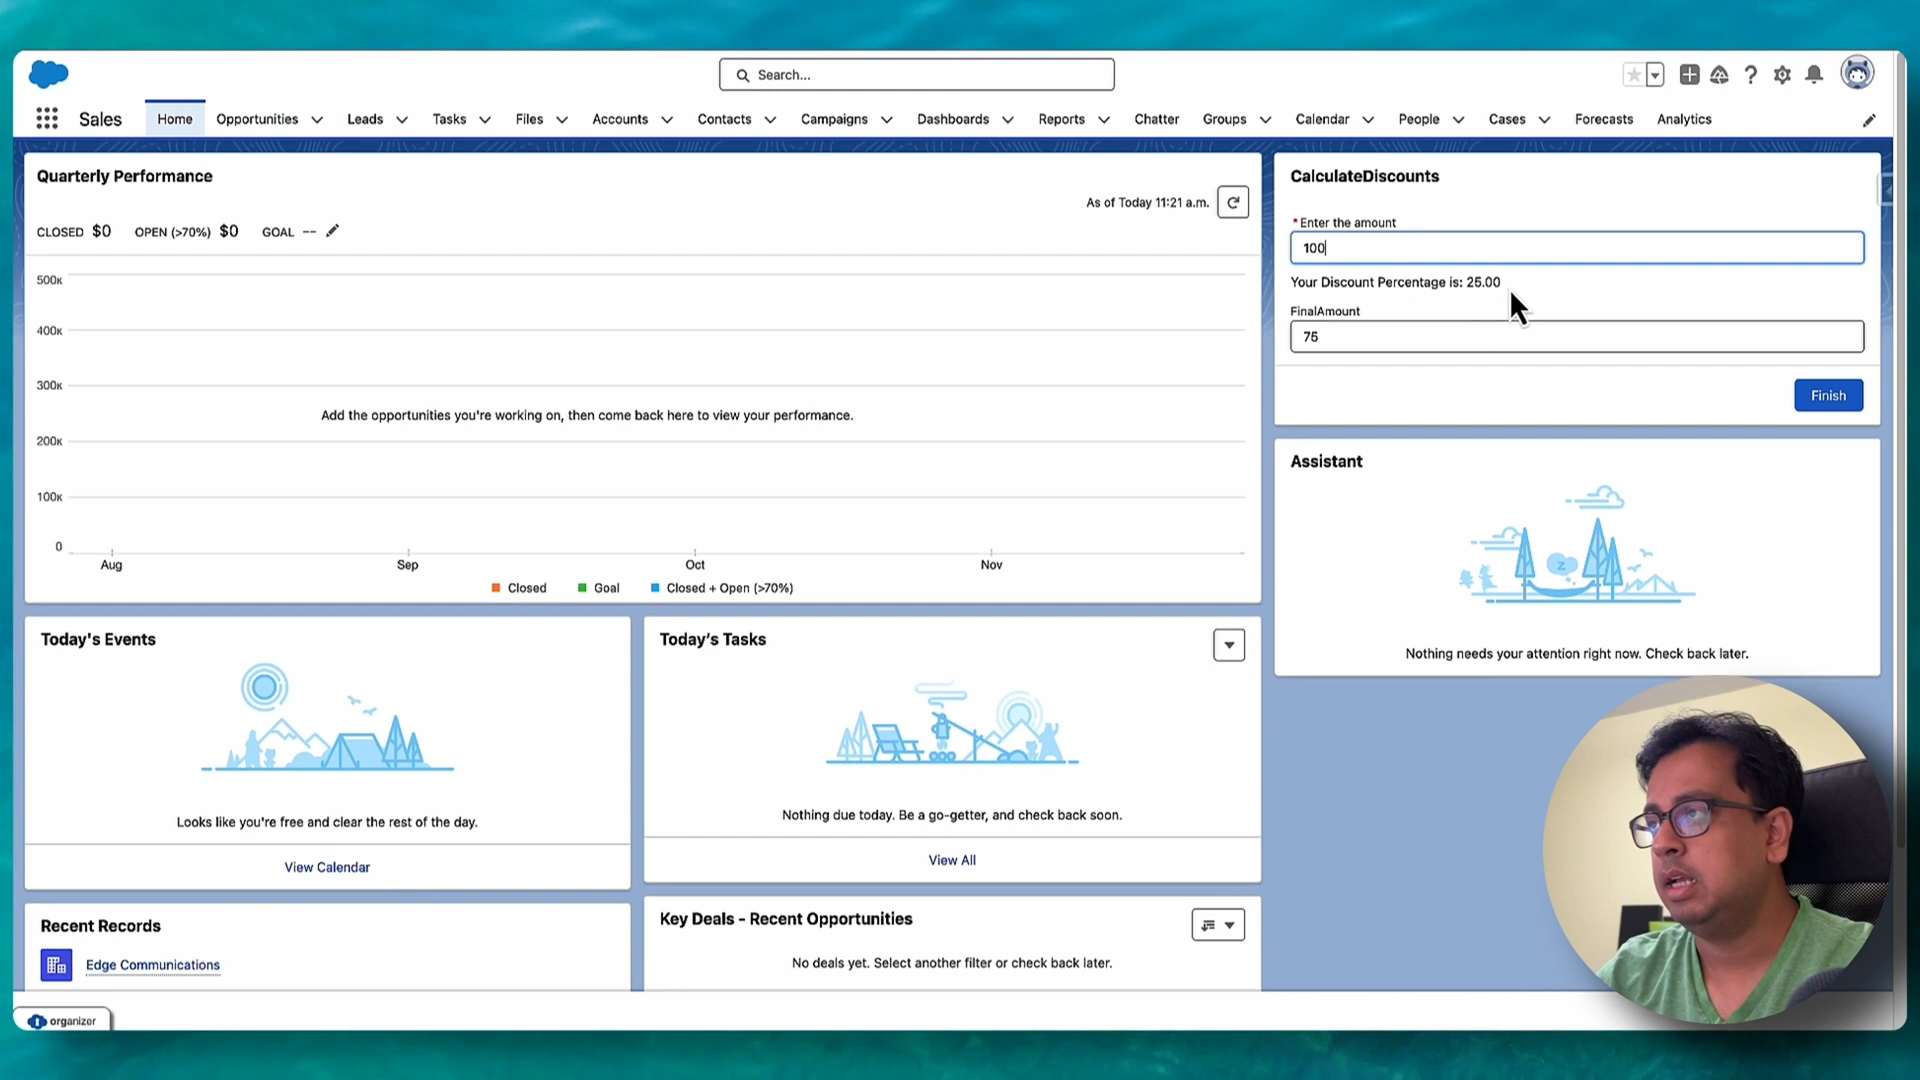 Search...
Sales
Home
Opportunities
Leads
Tasks
Files
Accounts
Contacts
Campaigns
Dashboards
Reports
Chatter
Groups
Calendar
People
Cases
Forecasts
Analytics
Quarterly Performance
As of Today 11:21 a.m.
CLOSED $0 OPEN (>70%) $0 GOAL --
500K
400K
300K
Add the opportunities you're working on, then come back here to view your performance.
200K
100K
0
Aug Sep Oct Nov
Closed Goal Closed + Open (>70%)
CalculateDiscounts
*Enter the amount
100
Your Discount Percentage is: 25.00
FinalAmount
75
Finish
Assistant
z
Nothing needs your attention right now. Check back later.
Today's Events
Looks like you're free and clear the rest of the day.
View Calendar
Today's Tasks
Nothing due today. Be a go-getter, and check back soon.
View All
Recent Records
Edge Communications
Key Deals - Recent Opportunities
No deals yet. Select another filter or check back later.
organizer